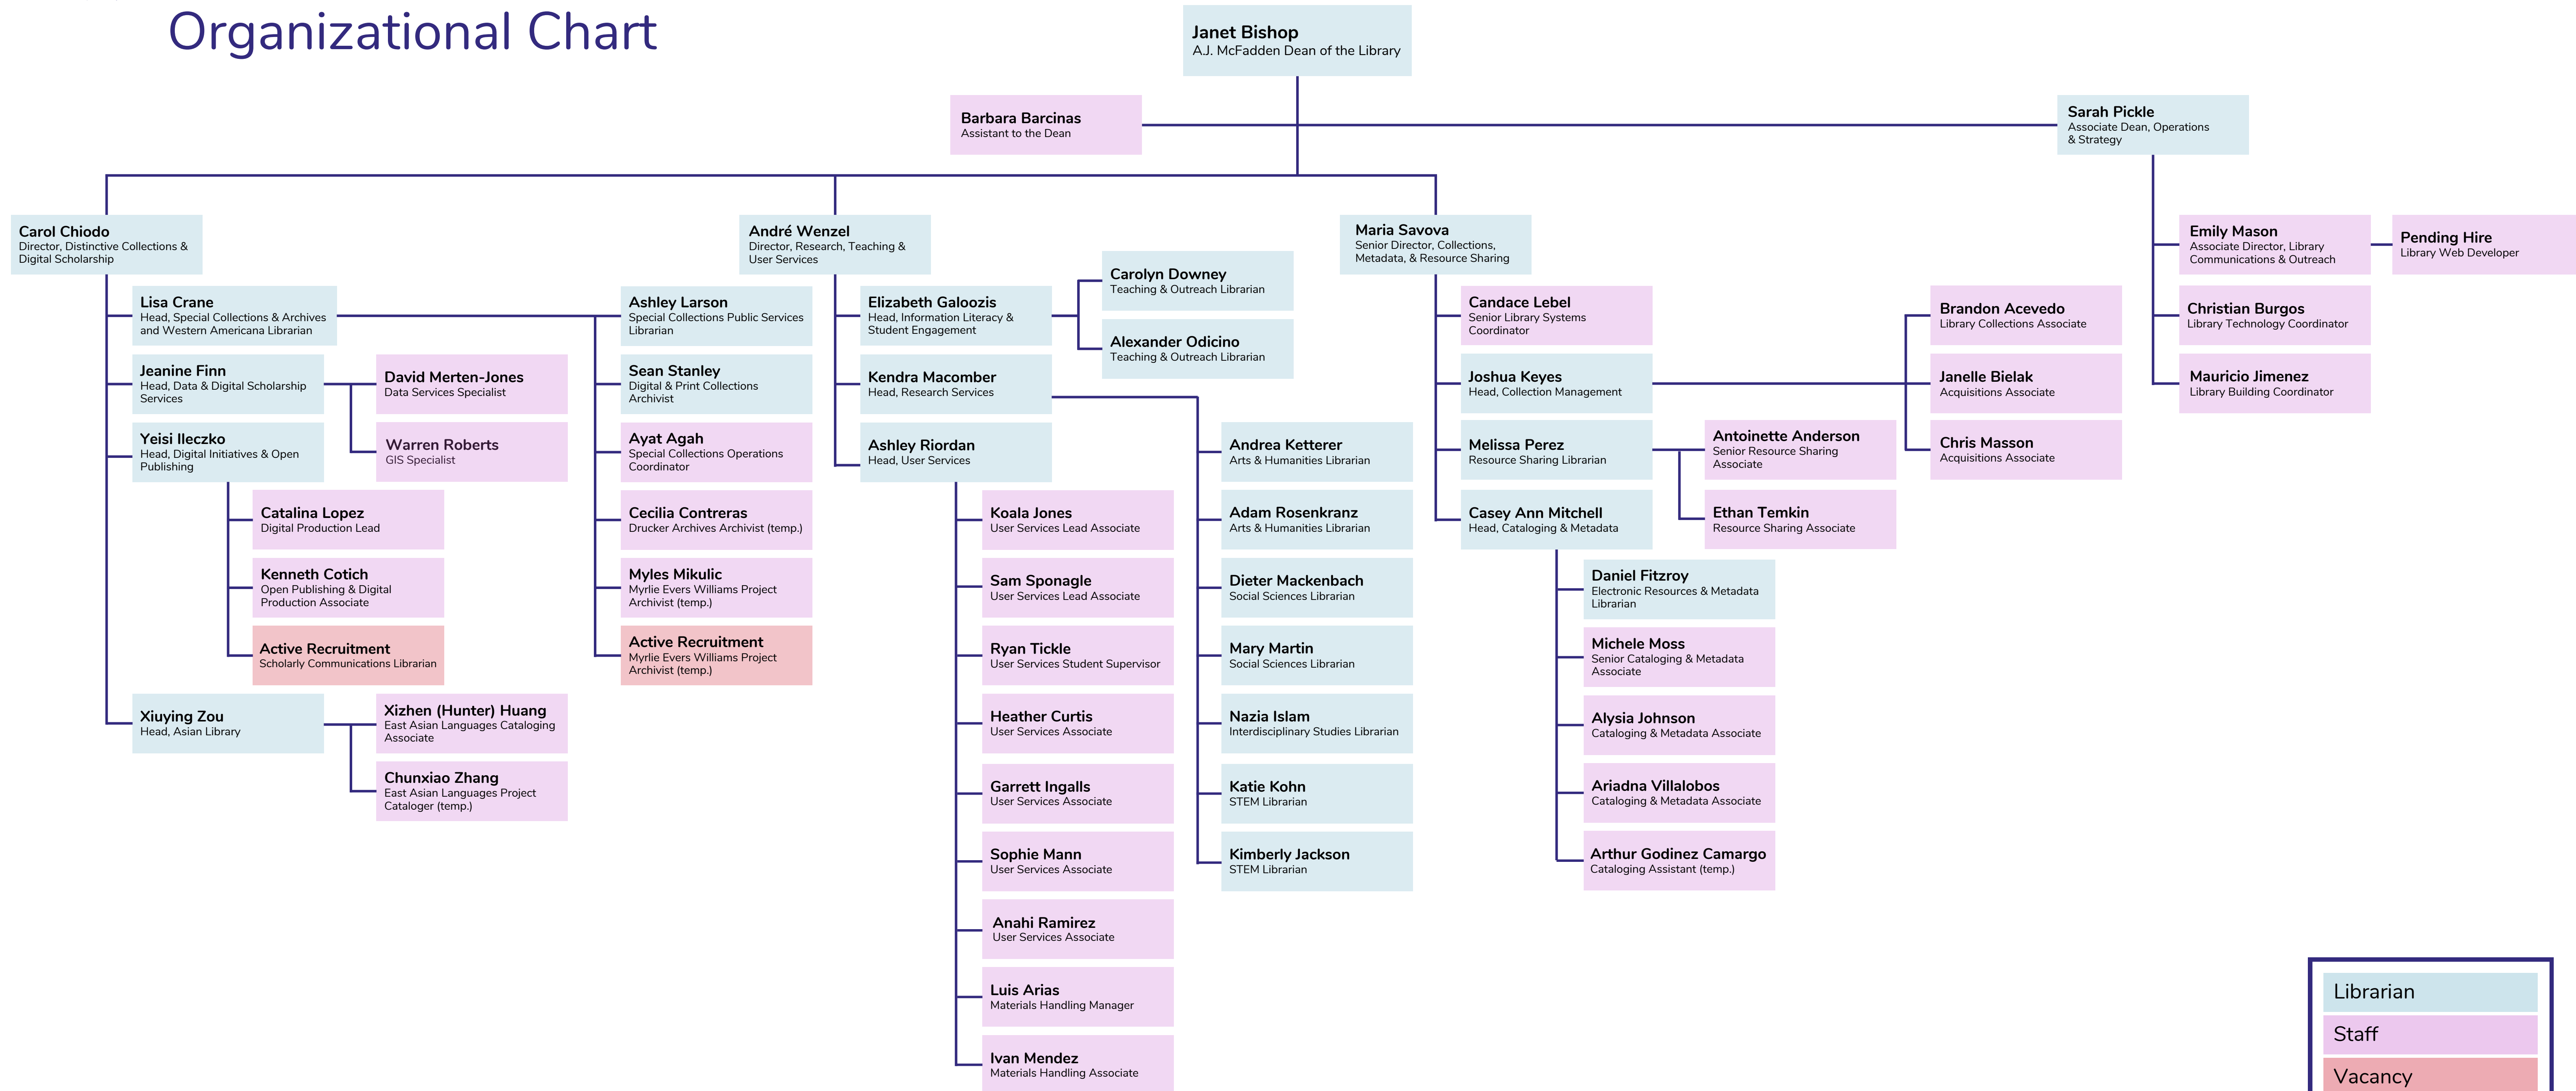 Organizational Chart
Janet Bishop
A.J. McFadden Dean of the Library
Barbara Barcinas
Assistant to the Dean
Sarah Pickle
Associate Dean, Operations
& Strategy
Carol Chiodo
Director, Distinctive Collections &
Digital Scholarship
Lisa Crane
Head, Special Collections & Archives
and Western Americana Librarian
Jeanine Finn
Head, Data & Digital Scholarship
Services
David Merten-Jones
Data Services Specialist
Warren Roberts
GIS Specialist
Yeisi Ileczko
Head, Digital Initiatives & Open
Publishing
Catalina Lopez
Digital Production Lead
Kenneth Cotich
Open Publishing & Digital
Production Associate
Active Recruitment
Scholarly Communications Librarian
Xiuying Zou
Head, Asian Library
Xizhen (Hunter) Huang
East Asian Languages Cataloging
Associate
Chunxiao Zhang
East Asian Languages Project
Cataloger (temp.)
Ashley Larson
Special Collections Public Services
Librarian
Sean Stanley
Digital & Print Collections
Archivist
Ayat Agah
Special Collections Operations
Coordinator
Cecilia Contreras
Drucker Archives Archivist (temp.)
Myles Mikulic
Myrlie Evers Williams Project
Archivist (temp.)
Active Recruitment
Myrlie Evers Williams Project
Archivist (temp.)
André Wenzel
Director, Research, Teaching &
User Services
Elizabeth Galoozis
Head, Information Literacy &
Student Engagement
Carolyn Downey
Teaching & Outreach Librarian
Alexander Odicino
Teaching & Outreach Librarian
Kendra Macomber
Head, Research Services
Ashley Riordan
Head, User Services
Koala Jones
User Services Lead Associate
Sam Sponagle
User Services Lead Associate
Ryan Tickle
User Services Student Supervisor
Heather Curtis
User Services Associate
Garrett Ingalls
User Services Associate
Sophie Mann
User Services Associate
Anahi Ramirez
User Services Associate
Luis Arias
Materials Handling Manager
Ivan Mendez
Materials Handling Associate
Andrea Ketterer
Arts & Humanities Librarian
Adam Rosenkranz
Arts & Humanities Librarian
Dieter Mackenbach
Social Sciences Librarian
Mary Martin
Social Sciences Librarian
Nazia Islam
Interdisciplinary Studies Librarian
Katie Kohn
STEM Librarian
Kimberly Jackson
STEM Librarian
Maria Savova
Senior Director, Collections,
Metadata, & Resource Sharing
Candace Lebel
Senior Library Systems
Coordinator
Joshua Keyes
Head, Collection Management
Melissa Perez
Resource Sharing Librarian
Antoinette Anderson
Senior Resource Sharing
Associate
Ethan Temkin
Resource Sharing Associate
Casey Ann Mitchell
Head, Cataloging & Metadata
Daniel Fitzroy
Electronic Resources & Metadata
Librarian
Michele Moss
Senior Cataloging & Metadata
Associate
Alysia Johnson
Cataloging & Metadata Associate
Ariadna Villalobos
Cataloging & Metadata Associate
Arthur Godinez Camargo
Cataloging Assistant (temp.)
Brandon Acevedo
Library Collections Associate
Janelle Bielak
Acquisitions Associate
Chris Masson
Acquisitions Associate
Emily Mason
Associate Director, Library
Communications & Outreach
Pending Hire
Library Web Developer
Christian Burgos
Library Technology Coordinator
Mauricio Jimenez
Library Building Coordinator
Librarian
Staff
Vacancy